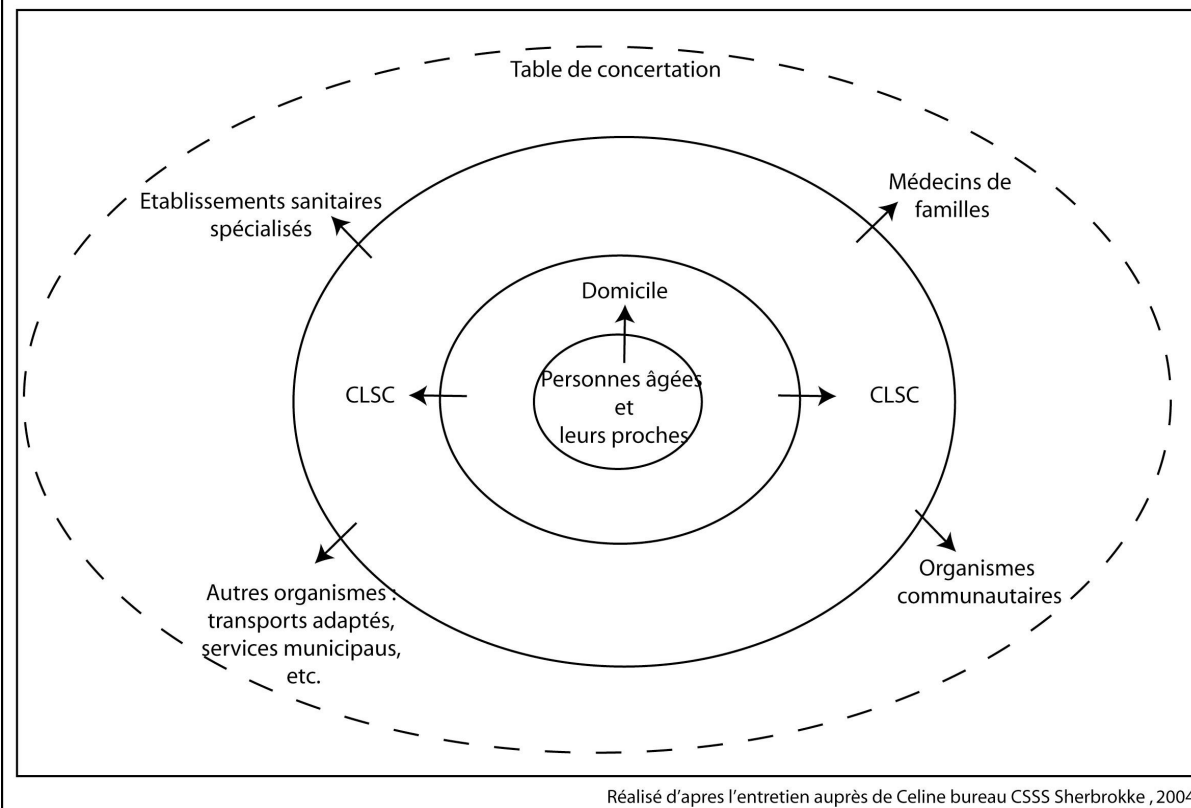 Table de concertation
Etablissements sanitaires
spécialisés
Médecins de
familles
Domicile
Personnes âgées
et
leurs proches
CLSC
CLSC
Autres organismes :
transports adaptés,
services municipaus,
etc.
Organismes
communautaires
Réalisé d'apres l'entretien auprès de Celine bureau CSSS Sherbrokke , 2004